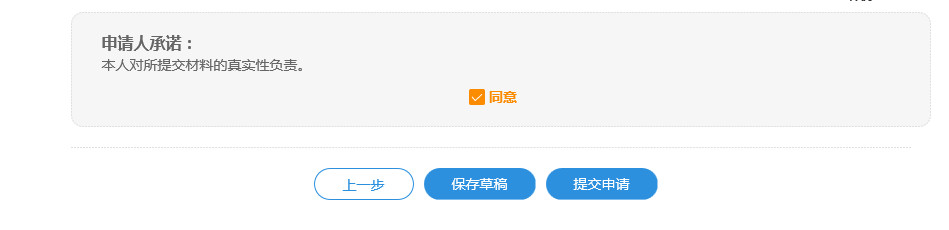 申请人承诺：
本人对所提交材料的真实性负责。
同意
上一步
保存草稿
提交申请